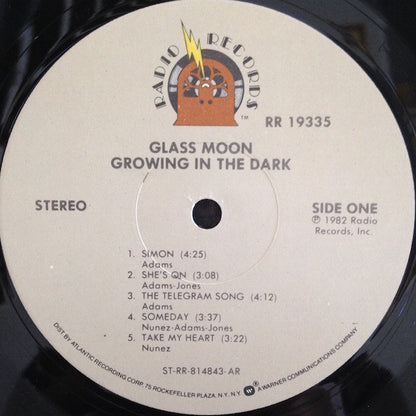 RADIO RECORDS
TM
RR 19335
GLASS MOON
GROWING IN THE DARK
STEREO
SIDE ONE
℗ 1982 Radio
Records, Inc.
1. SIMON (4:25)
Adams
2. SHE'S ON (3:08)
Adams-Jones
3. THE TELEGRAM SONG (4:12)
Adams
4. SOMEDAY (3:37)
Nunez-Adams-Jones
5. TAKE MY HEART (3:22)
Nunez
ST-RR-814843-AR
DIST. BY ATLANTIC RECORDING CORP. 75 ROCKEFELLER PLAZA, N.Y. N.Y. W A WARNER COMMUNICATIONS COMPANY